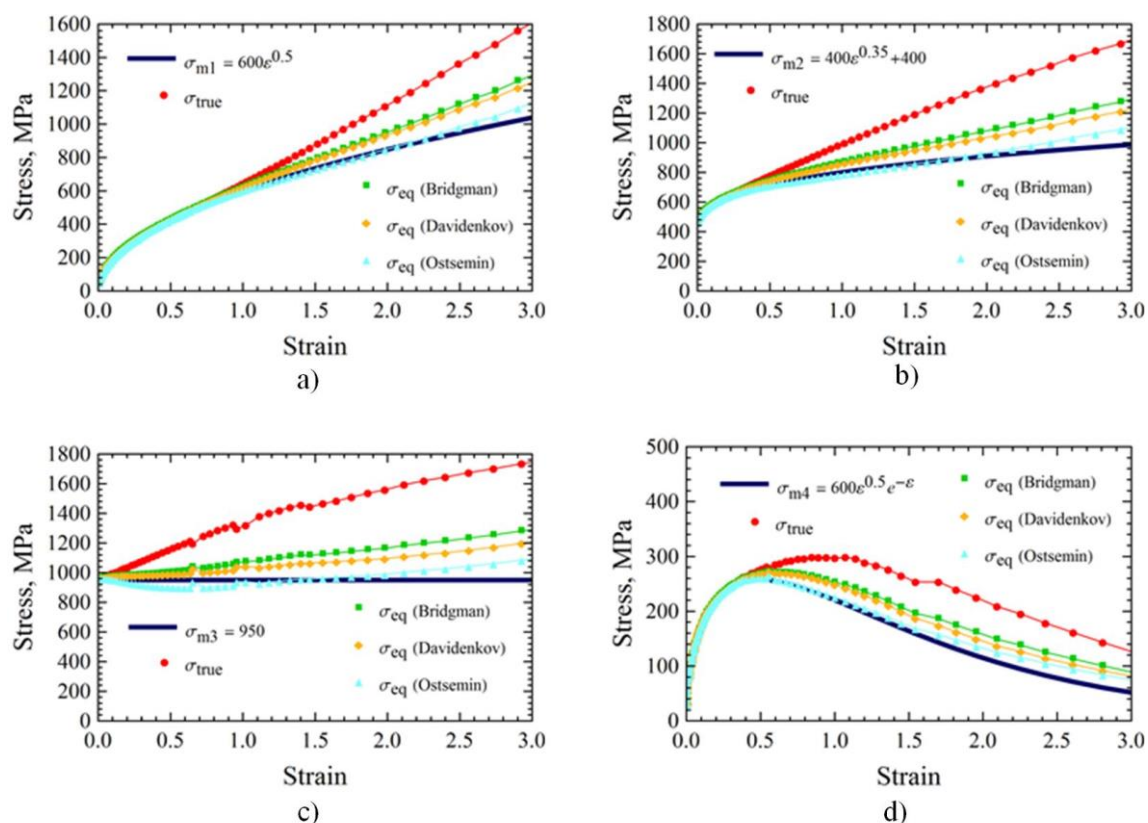 1600
1400
1200
1000
800
600
400
200
0
0.0 0.5 1.0 1.5 2.0 2.5 3.0
Stress, MPa
Strain
σm1 = 600ε^0.5
σtrue
σeq (Bridgman)
σeq (Davidenkov)
σeq (Ostsemin)
a)
1800
1600
1400
1200
1000
800
600
400
200
0
0.0 0.5 1.0 1.5 2.0 2.5 3.0
Stress, MPa
Strain
σm2 = 400ε^0.35+400
σtrue
σeq (Bridgman)
σeq (Davidenkov)
σeq (Ostsemin)
b)
1800
1600
1400
1200
1000
800
600
400
200
0
0.0 0.5 1.0 1.5 2.0 2.5 3.0
Stress, MPa
Strain
σeq (Bridgman)
σm3 = 950
σeq (Davidenkov)
σtrue
σeq (Ostsemin)
c)
500
400
300
200
100
0
0.0 0.5 1.0 1.5 2.0 2.5 3.0
Stress, MPa
Strain
σm4 = 600ε^0.5 e^−ε
σeq (Bridgman)
σtrue
σeq (Davidenkov)
σeq (Ostsemin)
d)